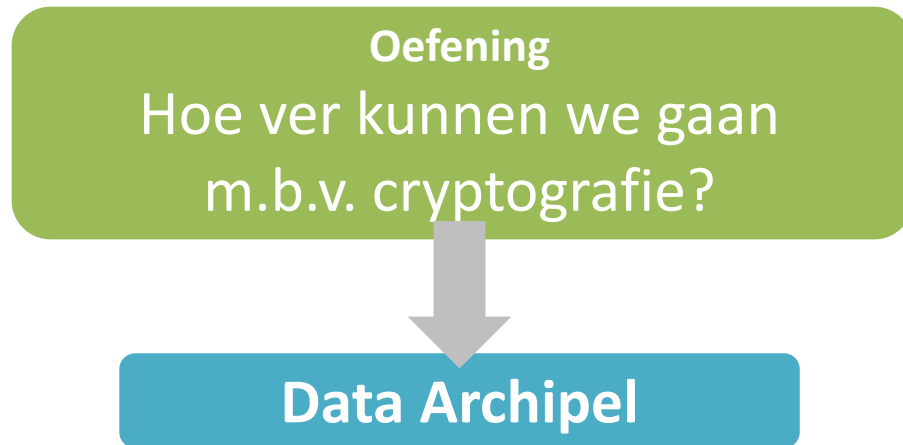 Oefening
Hoe ver kunnen we gaan
m.b.v. cryptografie?
Data Archipel